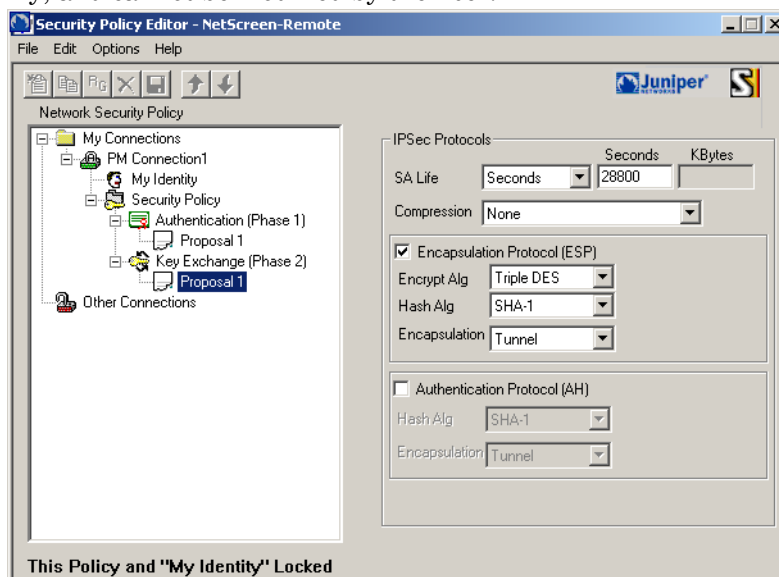 Security Policy Editor - NetScreen-Remote
File Edit Options Help
Juniper
NETWORKS
Network Security Policy
My Connections
PM Connection1
My Identity
Security Policy
Authentication (Phase 1)
Proposal 1
Key Exchange (Phase 2)
Proposal 1
Other Connections
IPSec Protocols
Seconds KBytes
SA Life Seconds 28800
Compression None
Encapsulation Protocol (ESP)
Encrypt Alg Triple DES
Hash Alg SHA-1
Encapsulation Tunnel
Authentication Protocol (AH)
Hash Alg SHA-1
Encapsulation Tunnel
This Policy and "My Identity" Locked